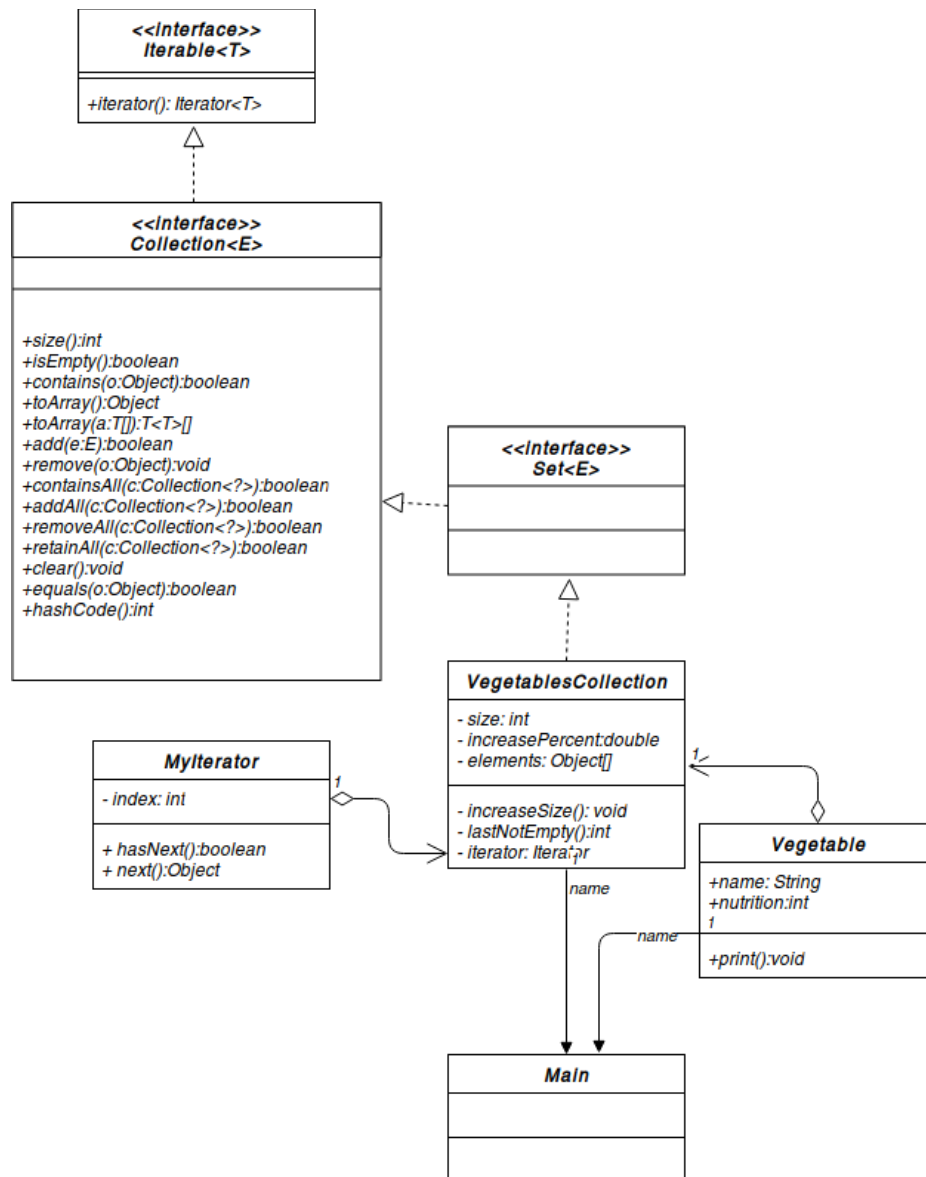 <<interface>>
Iterable<T>
+iterator(): Iterator<T>
<<interface>>
Collection<E>
+size():int
+isEmpty():boolean
+contains(o:Object):boolean
+toArray():Object
+toArray(a:T[]):T<T>[]
+add(e:E):boolean
+remove(o:Object):void
+containsAll(c:Collection<?>):boolean
+addAll(c:Collection<?>):boolean
+removeAll(c:Collection<?>):boolean
+retainAll(c:Collection<?>):boolean
+clear():void
+equals(o:Object):boolean
+hashCode():int
<<interface>>
Set<E>
VegetablesCollection
- size: int
- increasePercent:double
- elements: Object[]
- increaseSize(): void
- lastNotEmpty():int
- iterator: Iterator
1
name
MyIterator
- index: int
+ hasNext():boolean
+ next():Object
1
1
Vegetable
+name: String
+nutrition:int
1
+print():void
name
Main